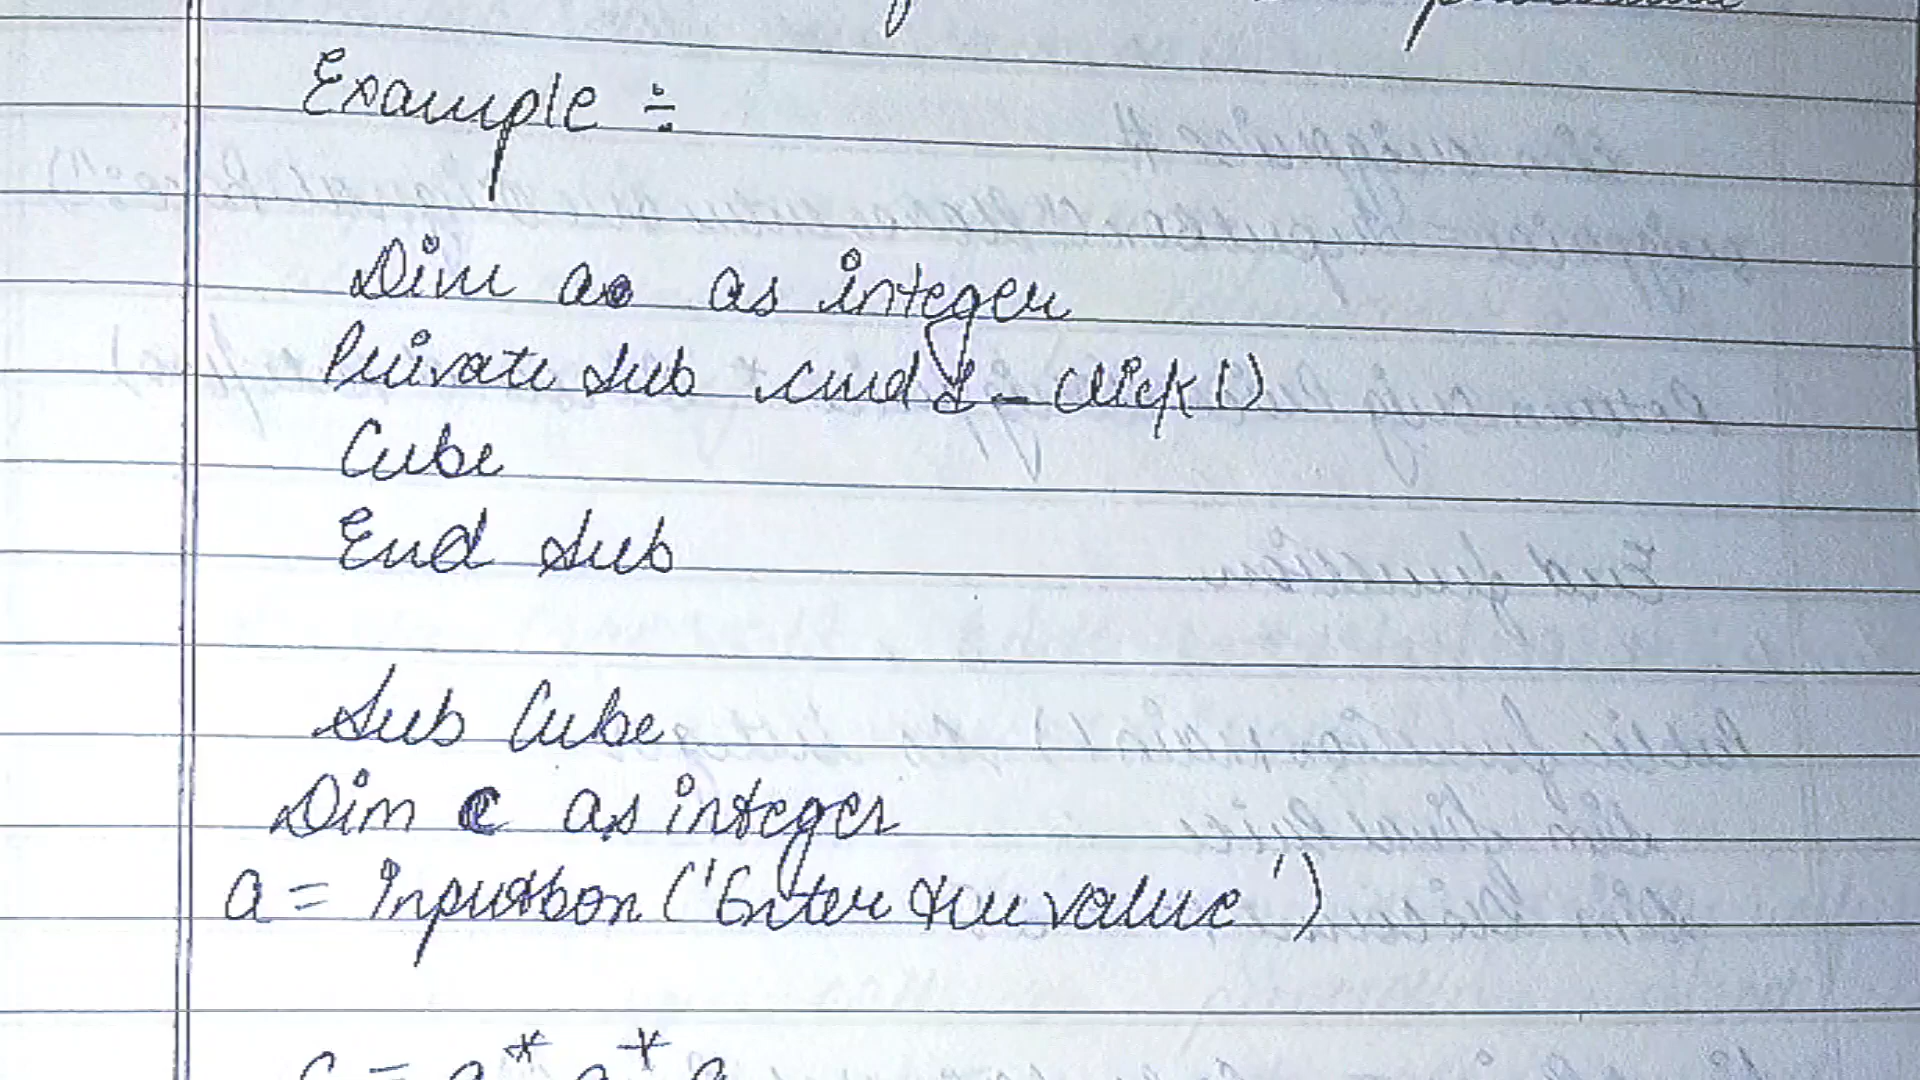 Example ÷
Dim a as integer
Private Sub cmd1_click()
Cube
End Sub
Sub Cube
Dim c as integer
a = Inputbox ('Enter the value')
c = a* a* a